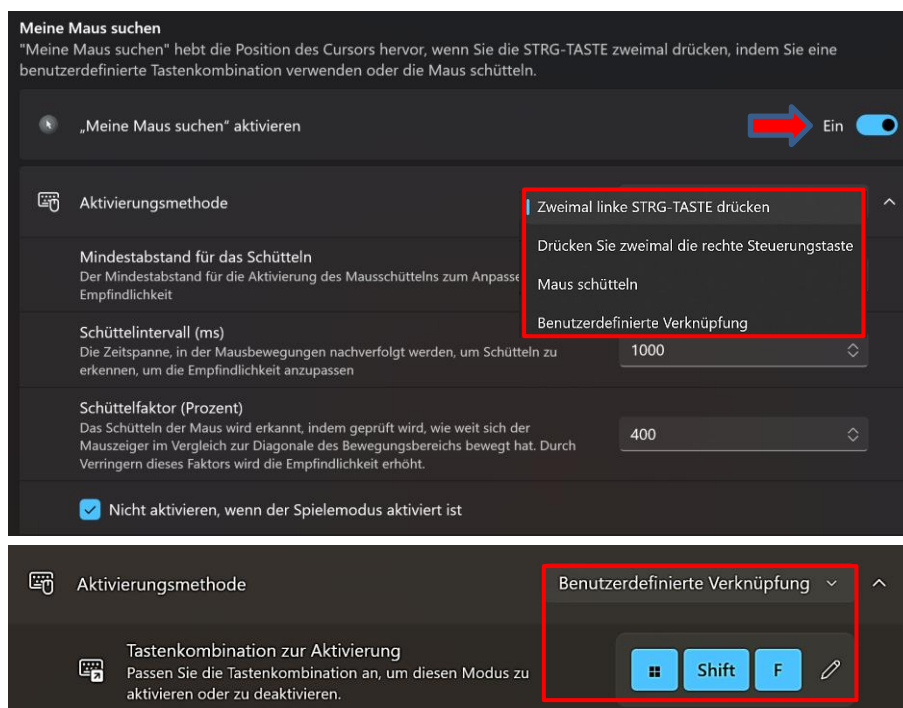 Meine Maus suchen
"Meine Maus suchen" hebt die Position des Cursors hervor, wenn Sie die STRG-TASTE zweimal drücken, indem Sie eine
benutzerdefinierte Tastenkombination verwenden oder die Maus schütteln.
„Meine Maus suchen“ aktivieren
Ein
Aktivierungsmethode
Zweimal linke STRG-TASTE drücken
Drücken Sie zweimal die rechte Steuerungstaste
Maus schütteln
Benutzerdefinierte Verknüpfung
Mindestabstand für das Schütteln
Der Mindestabstand für die Aktivierung des Mausschüttelns zum Anpasse
Empfindlichkeit
Schüttelintervall (ms)
Die Zeitspanne, in der Mausbewegungen nachverfolgt werden, um Schütteln zu
erkennen, um die Empfindlichkeit anzupassen
1000
Schüttelfaktor (Prozent)
Das Schütteln der Maus wird erkannt, indem geprüft wird, wie weit sich der
Mauszeiger im Vergleich zur Diagonale des Bewegungsbereichs bewegt hat. Durch
Verringern dieses Faktors wird die Empfindlichkeit erhöht.
400
Nicht aktivieren, wenn der Spielemodus aktiviert ist
Aktivierungsmethode
Benutzerdefinierte Verknüpfung
Tastenkombination zur Aktivierung
Passen Sie die Tastenkombination an, um diesen Modus zu
aktivieren oder zu deaktivieren.
Shift
F